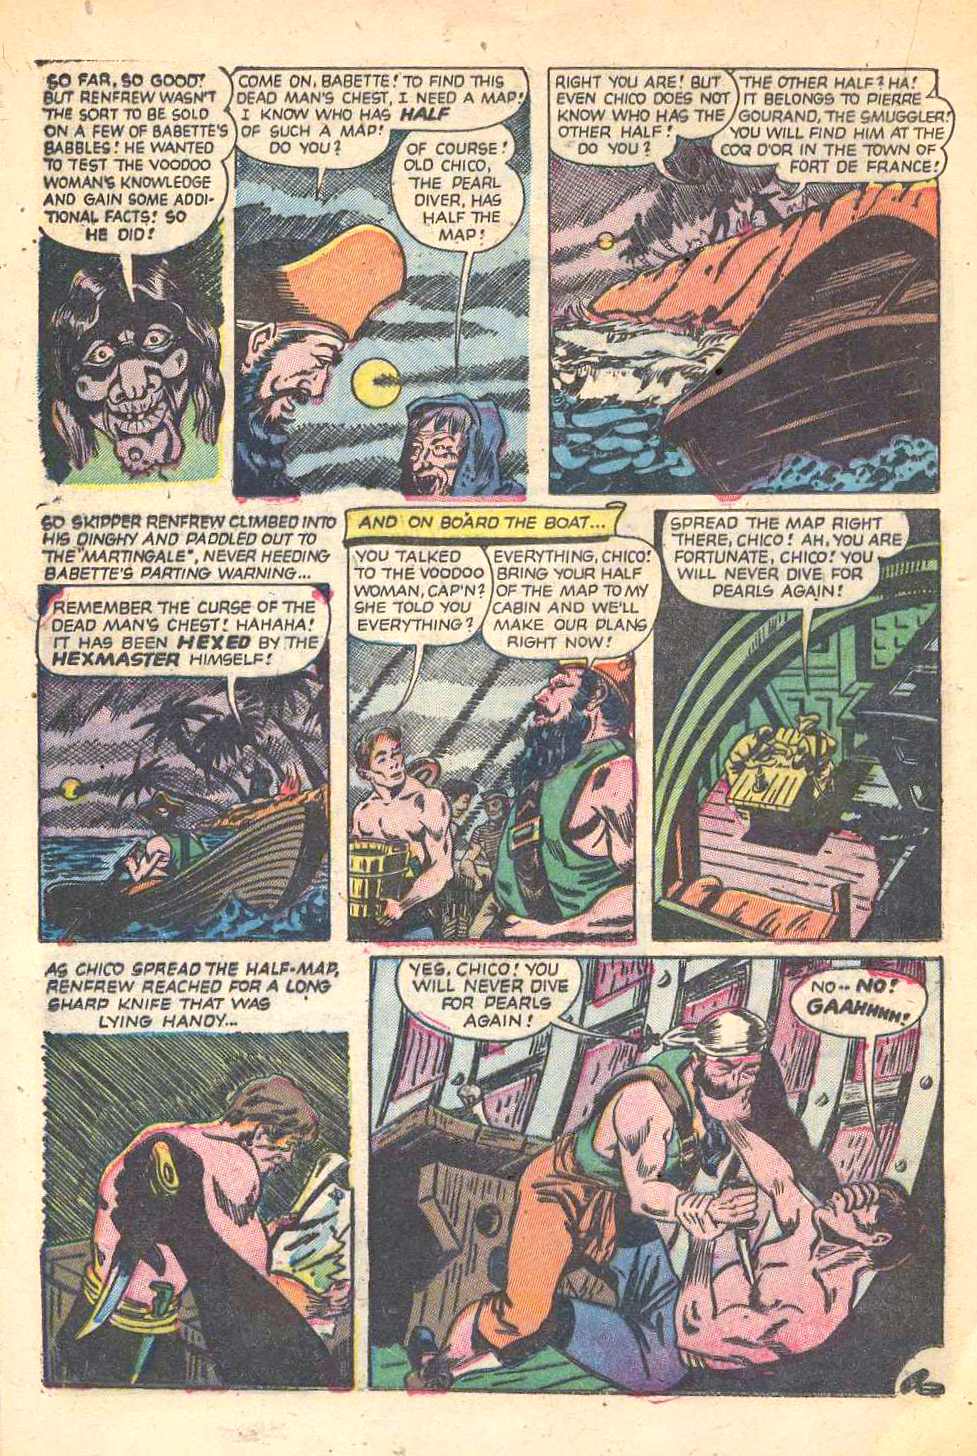 SO FAR, SO GOOD!
BUT RENFREW WASN'T
THE SORT TO BE SOLD
ON A FEW OF BABETTE'S
BABBLES! HE WANTED
TO TEST THE VOODOO
WOMAN'S KNOWLEDGE
AND GAIN SOME ADDI-
TIONAL FACTS! SO
HE DID!
COME ON, BABETTE! TO FIND THIS
DEAD MAN'S CHEST, I NEED A MAP!
I KNOW WHO HAS HALF
OF SUCH A MAP!
DO YOU?
OF COURSE!
OLD CHICO,
THE PEARL
DIVER, HAS
HALF THE
MAP!
RIGHT YOU ARE! BUT
EVEN CHICO DOES NOT
KNOW WHO HAS THE
OTHER HALF!
DO YOU?
THE OTHER HALF? HA!
IT BELONGS TO PIERRE
GOURAND, THE SMUGGLER!
YOU WILL FIND HIM AT THE
COQ D'OR IN THE TOWN OF
FORT DE FRANCE!
SO SKIPPER RENFREW CLIMBED INTO
HIS DINGHY AND PADDLED OUT TO
THE "MARTINGALE", NEVER HEEDING
BABETTE'S PARTING WARNING...
REMEMBER THE CURSE OF THE
DEAD MAN'S CHEST! HAHAHA!
IT HAS BEEN HEXED BY THE
HEXMASTER HIMSELF!
AND ON BOARD THE BOAT...
YOU TALKED
TO THE VOODOO
WOMAN, CAP'N?
SHE TOLD YOU
EVERYTHING?
EVERYTHING, CHICO!
BRING YOUR HALF
OF THE MAP TO MY
CABIN AND WE'LL
MAKE OUR PLANS
RIGHT NOW!
SPREAD THE MAP RIGHT
THERE, CHICO! AH, YOU ARE
FORTUNATE, CHICO! YOU
WILL NEVER DIVE FOR
PEARLS AGAIN!
AS CHICO SPREAD THE HALF-MAP,
RENFREW REACHED FOR A LONG
SHARP KNIFE THAT WAS
LYING HANDY...
YES, CHICO! YOU
WILL NEVER DIVE
FOR PEARLS
AGAIN!
NO-- NO!
GAAHHHH!